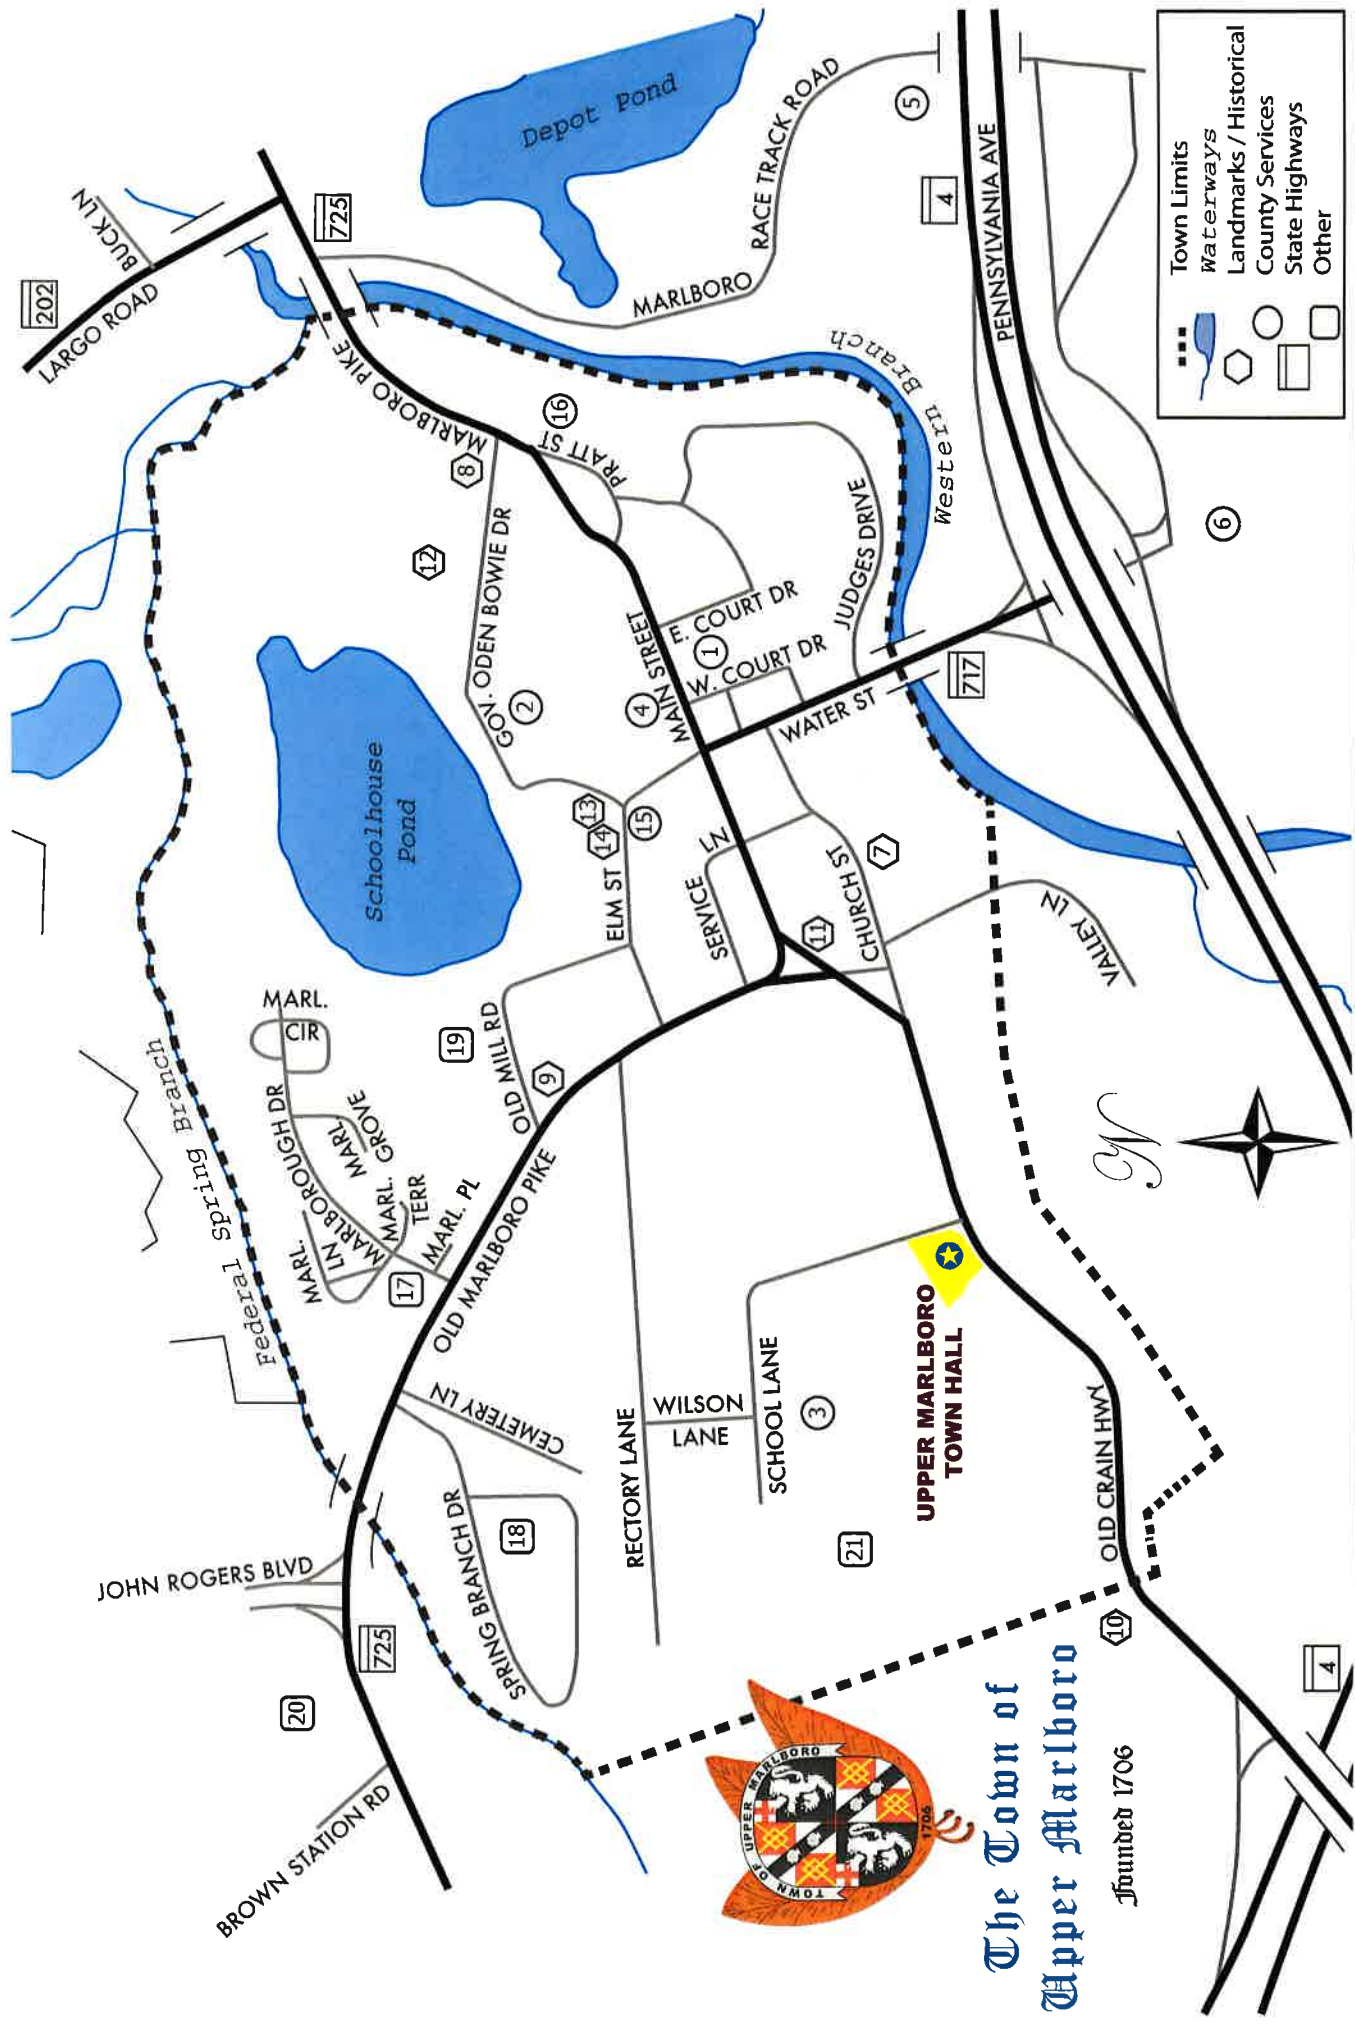 202
LARGO ROAD
BUCK LN
725
Depot Pond
MARLBORO
RACE TRACK ROAD
5
4
PENNSYLVANIA AVE
Town Limits
Waterways
Landmarks / Historical
County Services
State Highways
Other
MARLBORO PIKE
8
16
PRATT ST
12
GOV. ODEN BOWIE DR
2
Western Branch
JUDGES DRIVE
E. COURT DR
1
W. COURT DR
4
MAIN STREET
WATER ST
717
6
Schoolhouse
Pond
13
14
15
ELM ST
SERVICE LN
CHURCH ST
7
11
VALLEY LN
Federal Spring Branch
MARL.
CIR
MARLBOROUGH DR
MARL.
GROVE
MARL.
LN
MARL.
TERR
MARL. PL
17
19
OLD MILL RD
9
OLD MARLBORO PIKE
CEMETERY LN
RECTORY LANE
WILSON
LANE
SCHOOL LANE
3
UPPER MARLBORO
TOWN HALL
N
OLD CRAIN HWY
21
18
SPRING BRANCH DR
JOHN ROGERS BLVD
725
20
BROWN STATION RD
10
4
TOWN OF UPPER MARLBORO
1706
The Town of
Upper Marlboro
Founded 1706